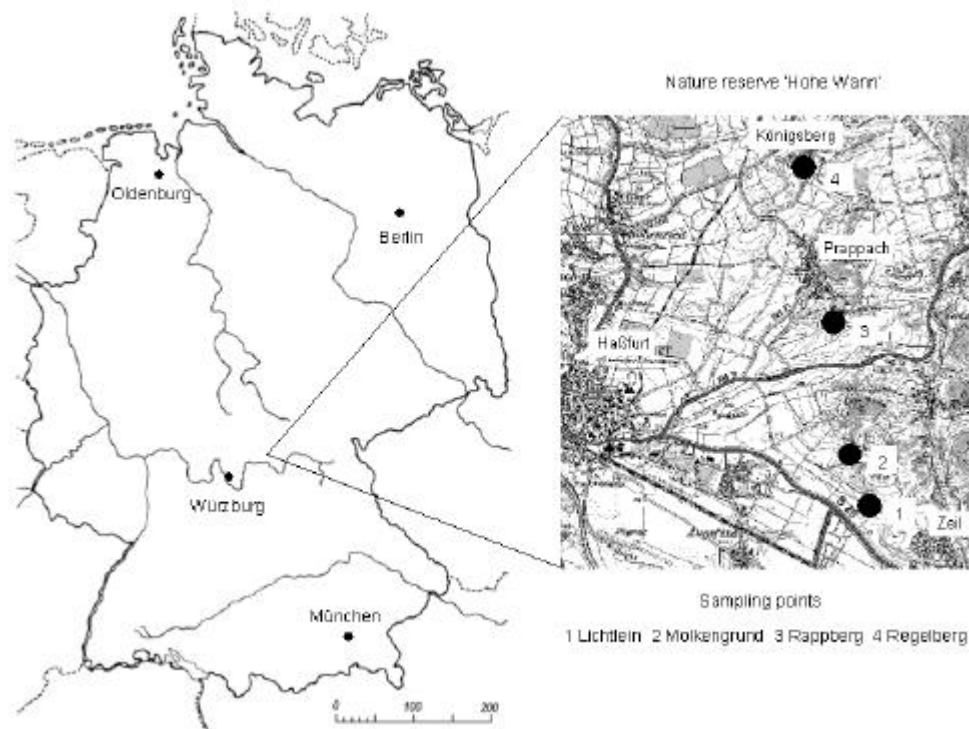 Oldenburg
Berlin
Würzburg
München
0 100 200
Nature reserve 'Hohe Wann'
Königsberg
4
Prappach
3
Haßfurt
2
1
Zeil
Sampling points
1 Lichtlein 2 Molkengrund 3 Rappberg 4 Regelberg